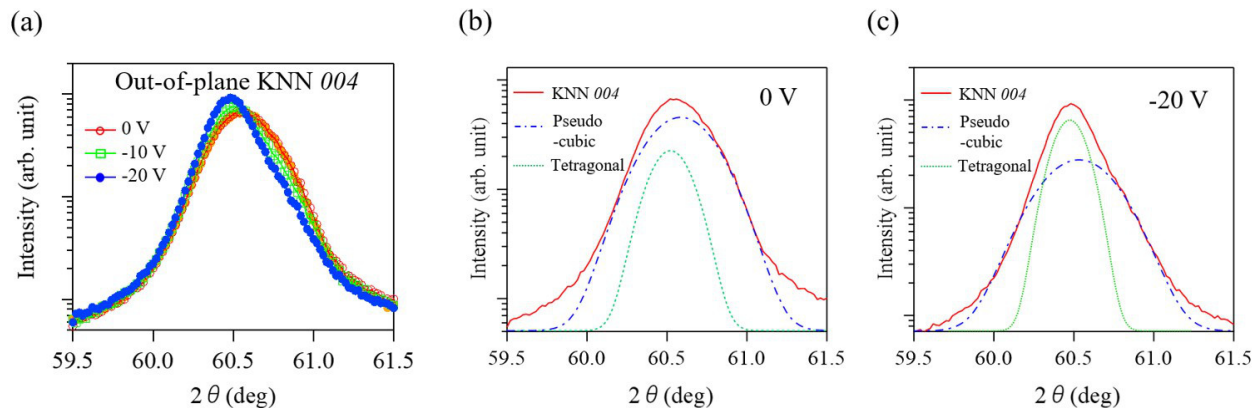 (a)
Out-of-plane KNN 004
0 V
-10 V
-20 V
Intensity (arb. unit)
59.5 60.0 60.5 61.0 61.5
2 θ (deg)
(b)
KNN 004
0 V
Pseudo
-cubic
Tetragonal
Intensity (arb. unit)
59.5 60.0 60.5 61.0 61.5
2 θ (deg)
(c)
KNN 004
-20 V
Pseudo
-cubic
Tetragonal
Intensity (arb. unit)
59.5 60.0 60.5 61.0 61.5
2 θ (deg)